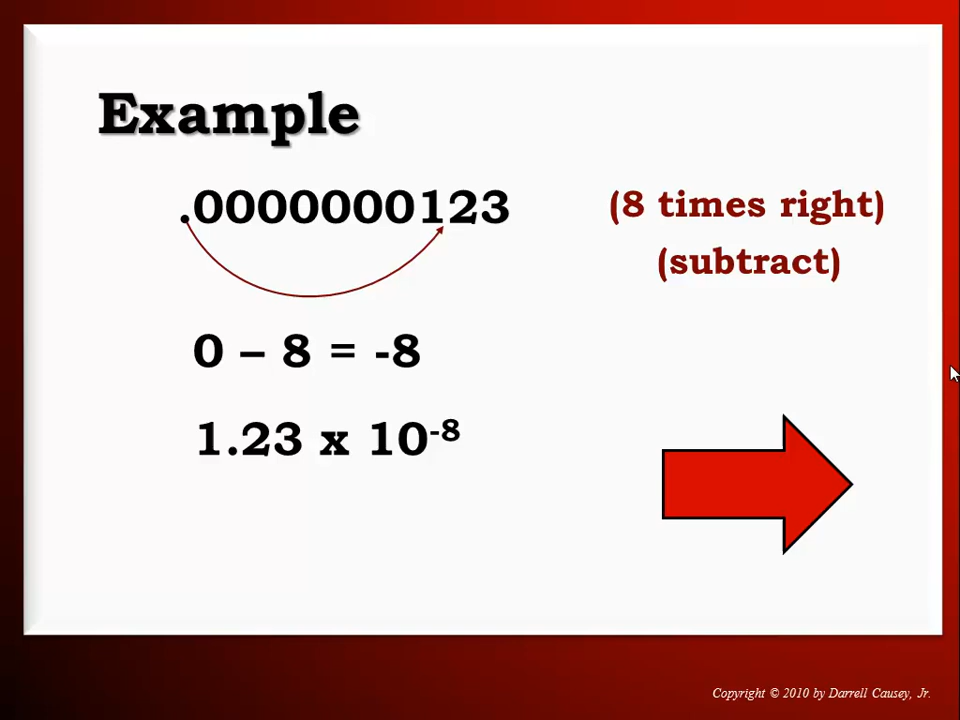 Example
.0000000123 (8 times right)
(subtract)
0 – 8 = -8
1.23 x 10⁻⁸
Copyright © 2010 by Darrell Causey, Jr.